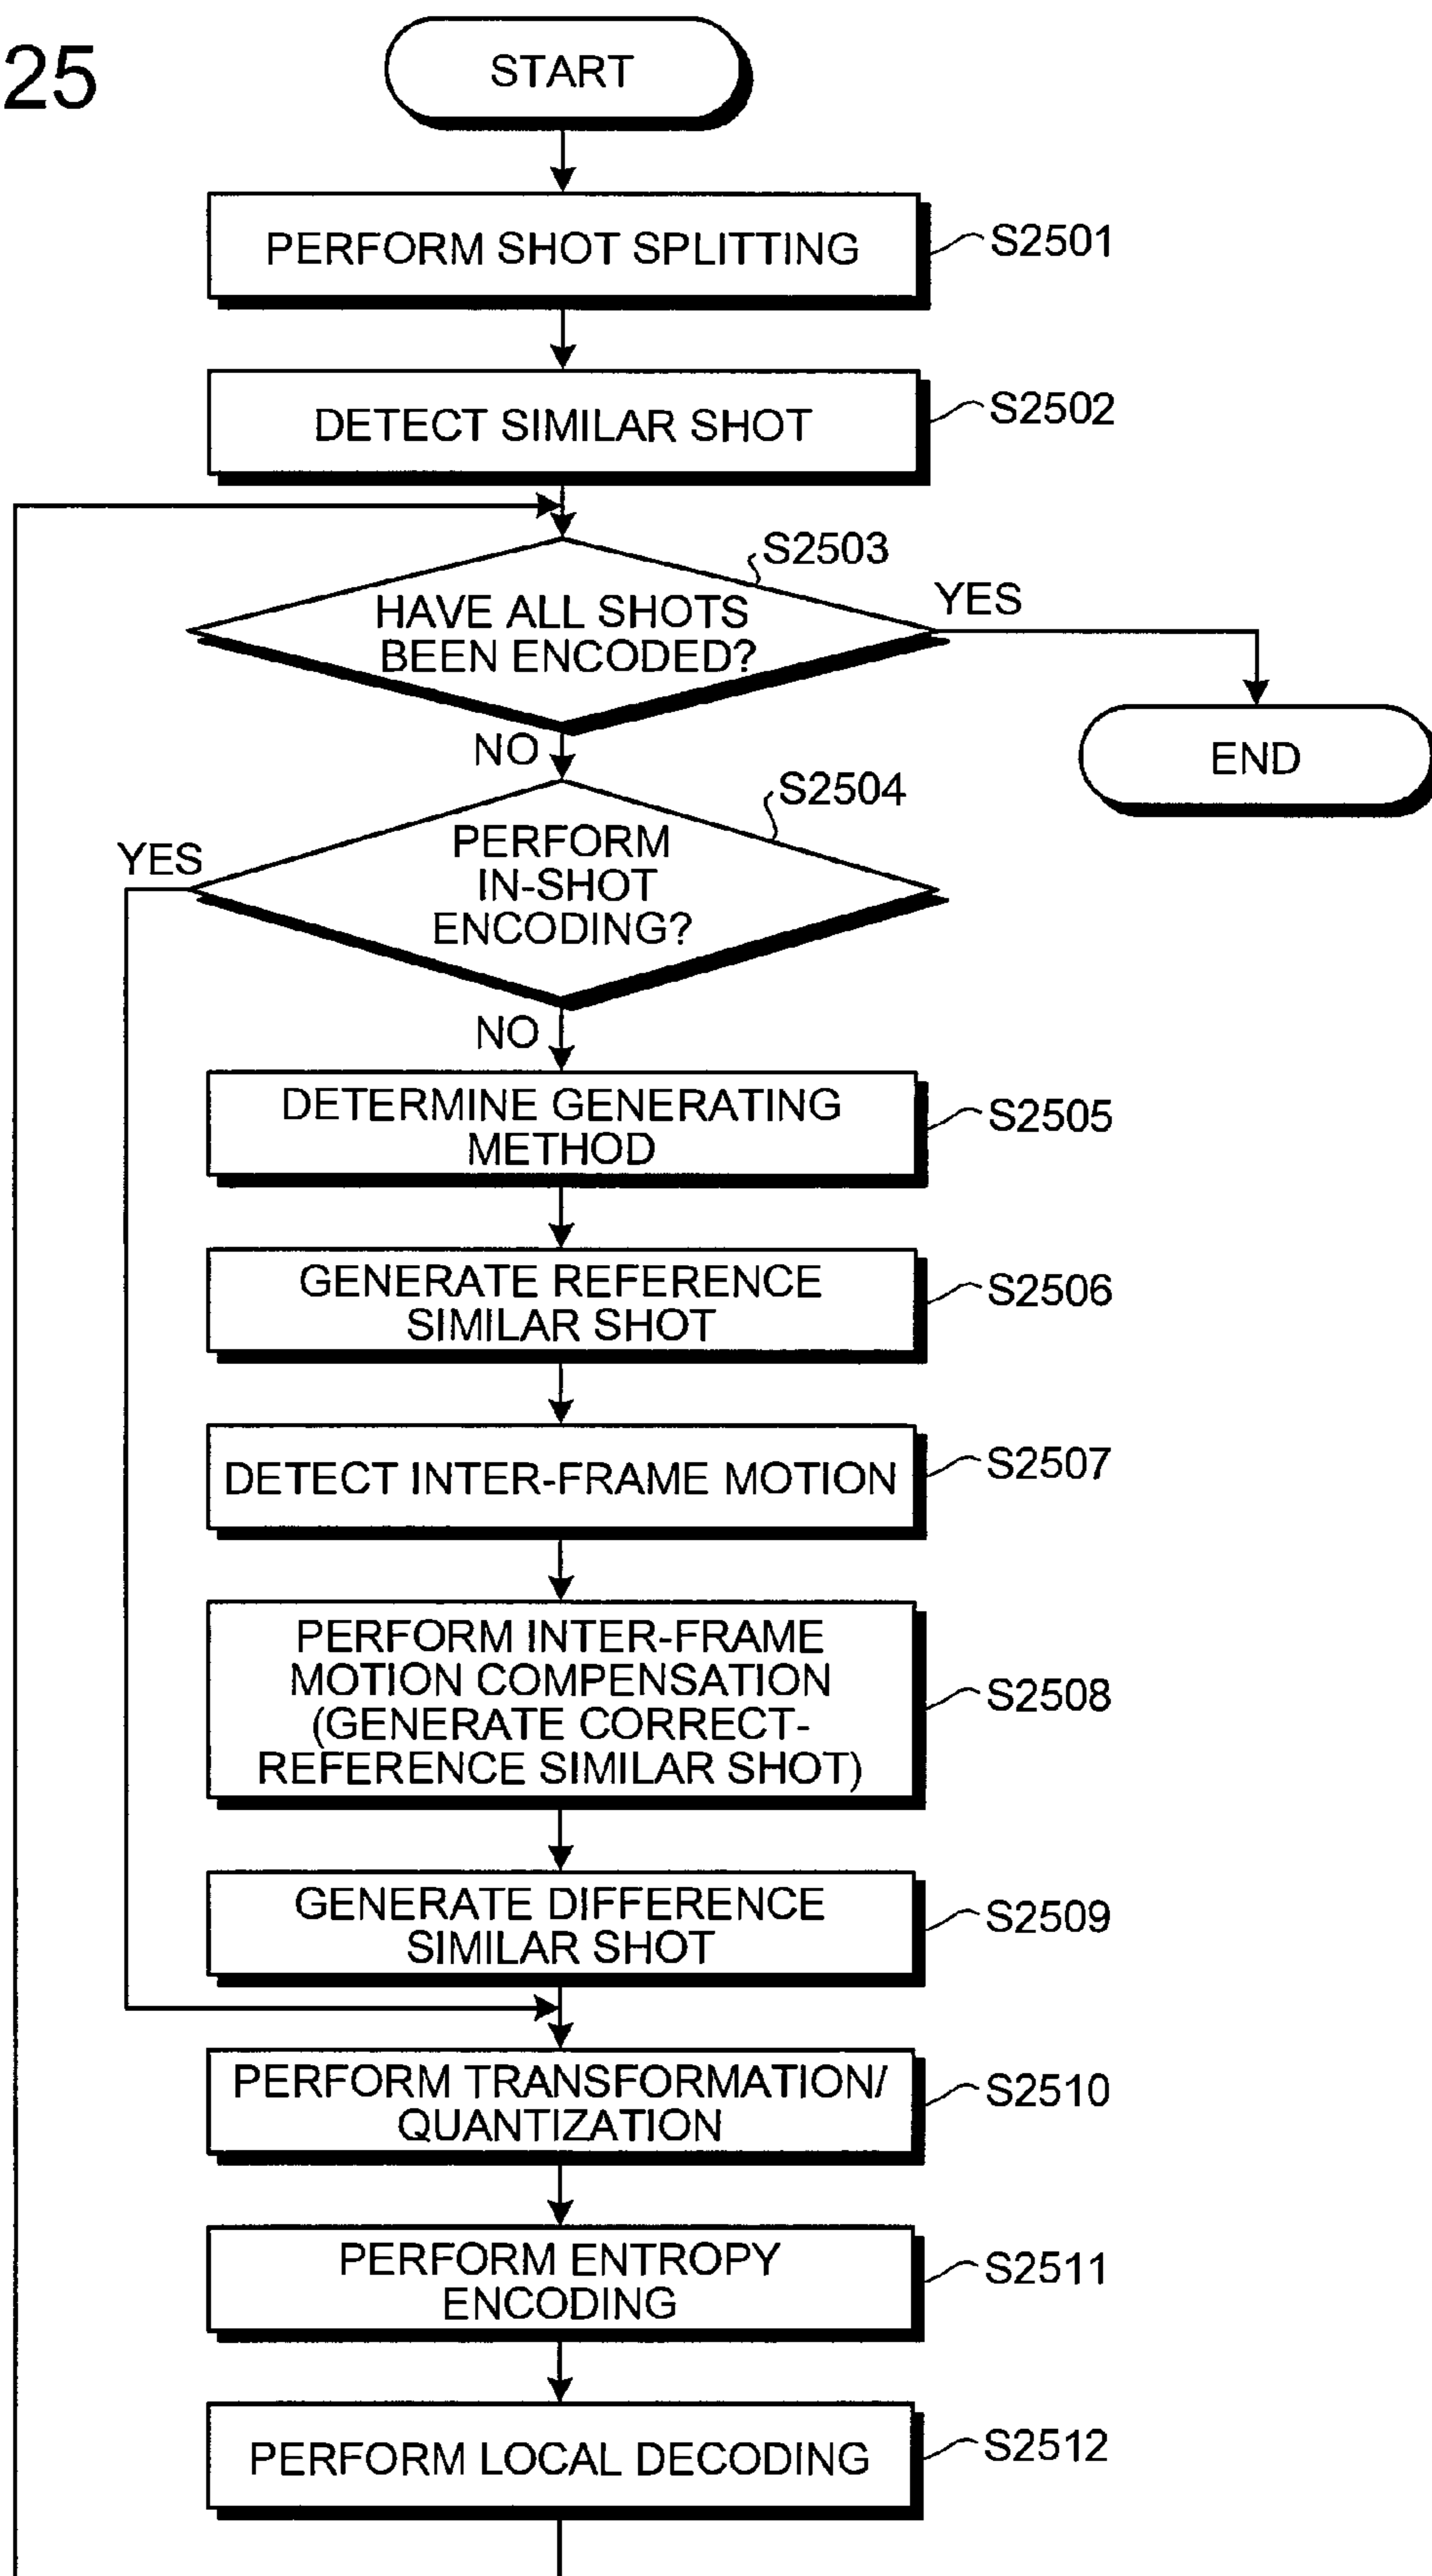 25
START
PERFORM SHOT SPLITTING
S2501
DETECT SIMILAR SHOT
S2502
S2503
HAVE ALL SHOTS
BEEN ENCODED?
YES
NO
END
S2504
YES
PERFORM
IN-SHOT
ENCODING?
NO
DETERMINE GENERATING
METHOD
S2505
GENERATE REFERENCE
SIMILAR SHOT
S2506
DETECT INTER-FRAME MOTION
S2507
PERFORM INTER-FRAME
MOTION COMPENSATION
(GENERATE CORRECT-
REFERENCE SIMILAR SHOT)
S2508
GENERATE DIFFERENCE
SIMILAR SHOT
S2509
PERFORM TRANSFORMATION/
QUANTIZATION
S2510
PERFORM ENTROPY
ENCODING
S2511
PERFORM LOCAL DECODING
S2512